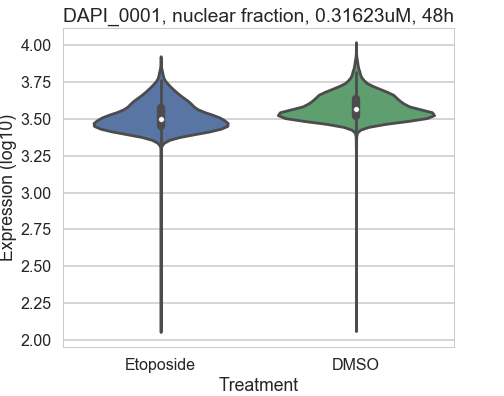 DAPI_0001, nuclear fraction, 0.31623uM, 48h
Expression (log10)
4.00
3.75
3.50
3.25
3.00
2.75
2.50
2.25
2.00
Etoposide DMSO
Treatment